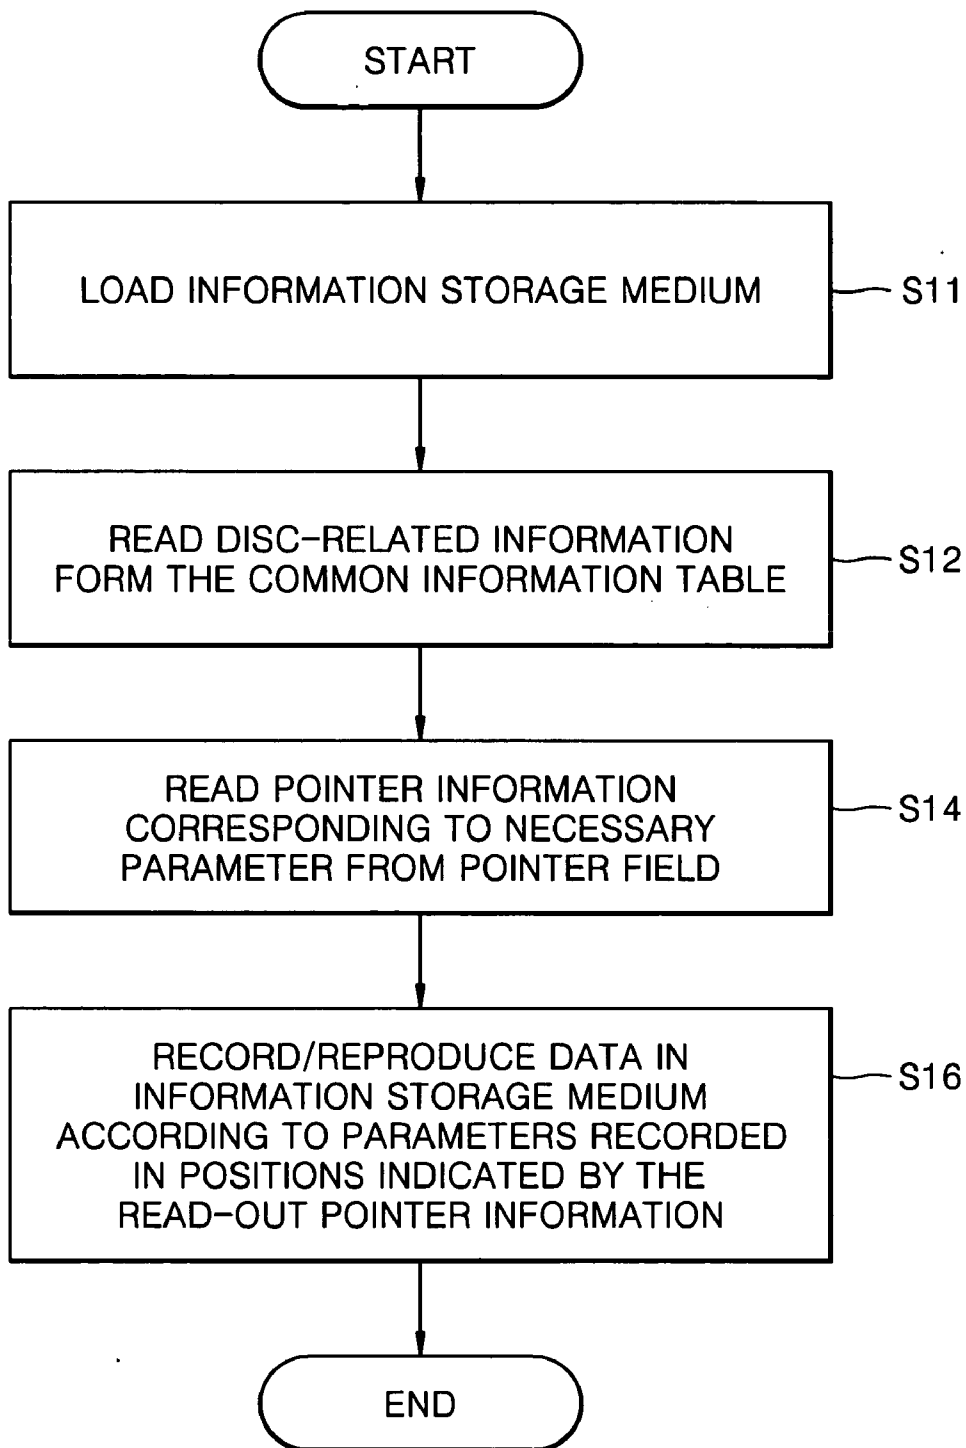 START
LOAD INFORMATION STORAGE MEDIUM
S11
READ DISC-RELATED INFORMATION
FORM THE COMMON INFORMATION TABLE
S12
READ POINTER INFORMATION
CORRESPONDING TO NECESSARY
PARAMETER FROM POINTER FIELD
S14
RECORD/REPRODUCE DATA IN
INFORMATION STORAGE MEDIUM
ACCORDING TO PARAMETERS RECORDED
IN POSITIONS INDICATED BY THE
READ-OUT POINTER INFORMATION
S16
END